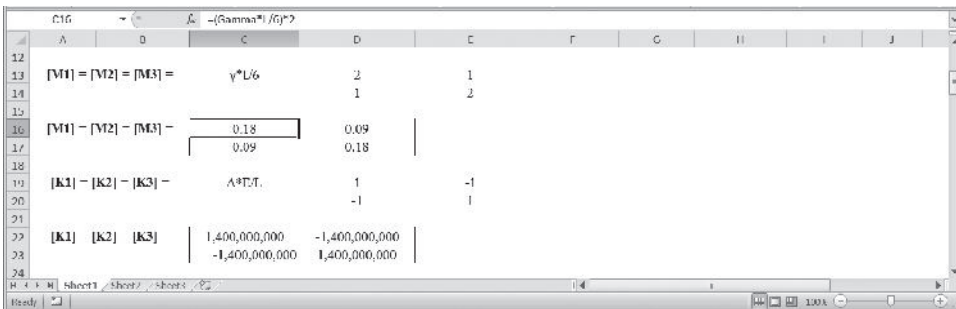 C16 fx =(Gamma*L/6)*2
A B C D E F G H I J
12
13 [M1] = [M2] = [M3] = γ*L/6 2 1
14 1 2
15
16 [M1] = [M2] = [M3] = 0.18 0.09
17 0.09 0.18
18
19 [K1] = [K2] = [K3] = A*E/L 1 -1
20 -1 1
21
22 [K1] [K2] [K3] 1,400,000,000 -1,400,000,000
23 -1,400,000,000 1,400,000,000
24
Sheet1 Sheet2 Sheet3
Ready 100%